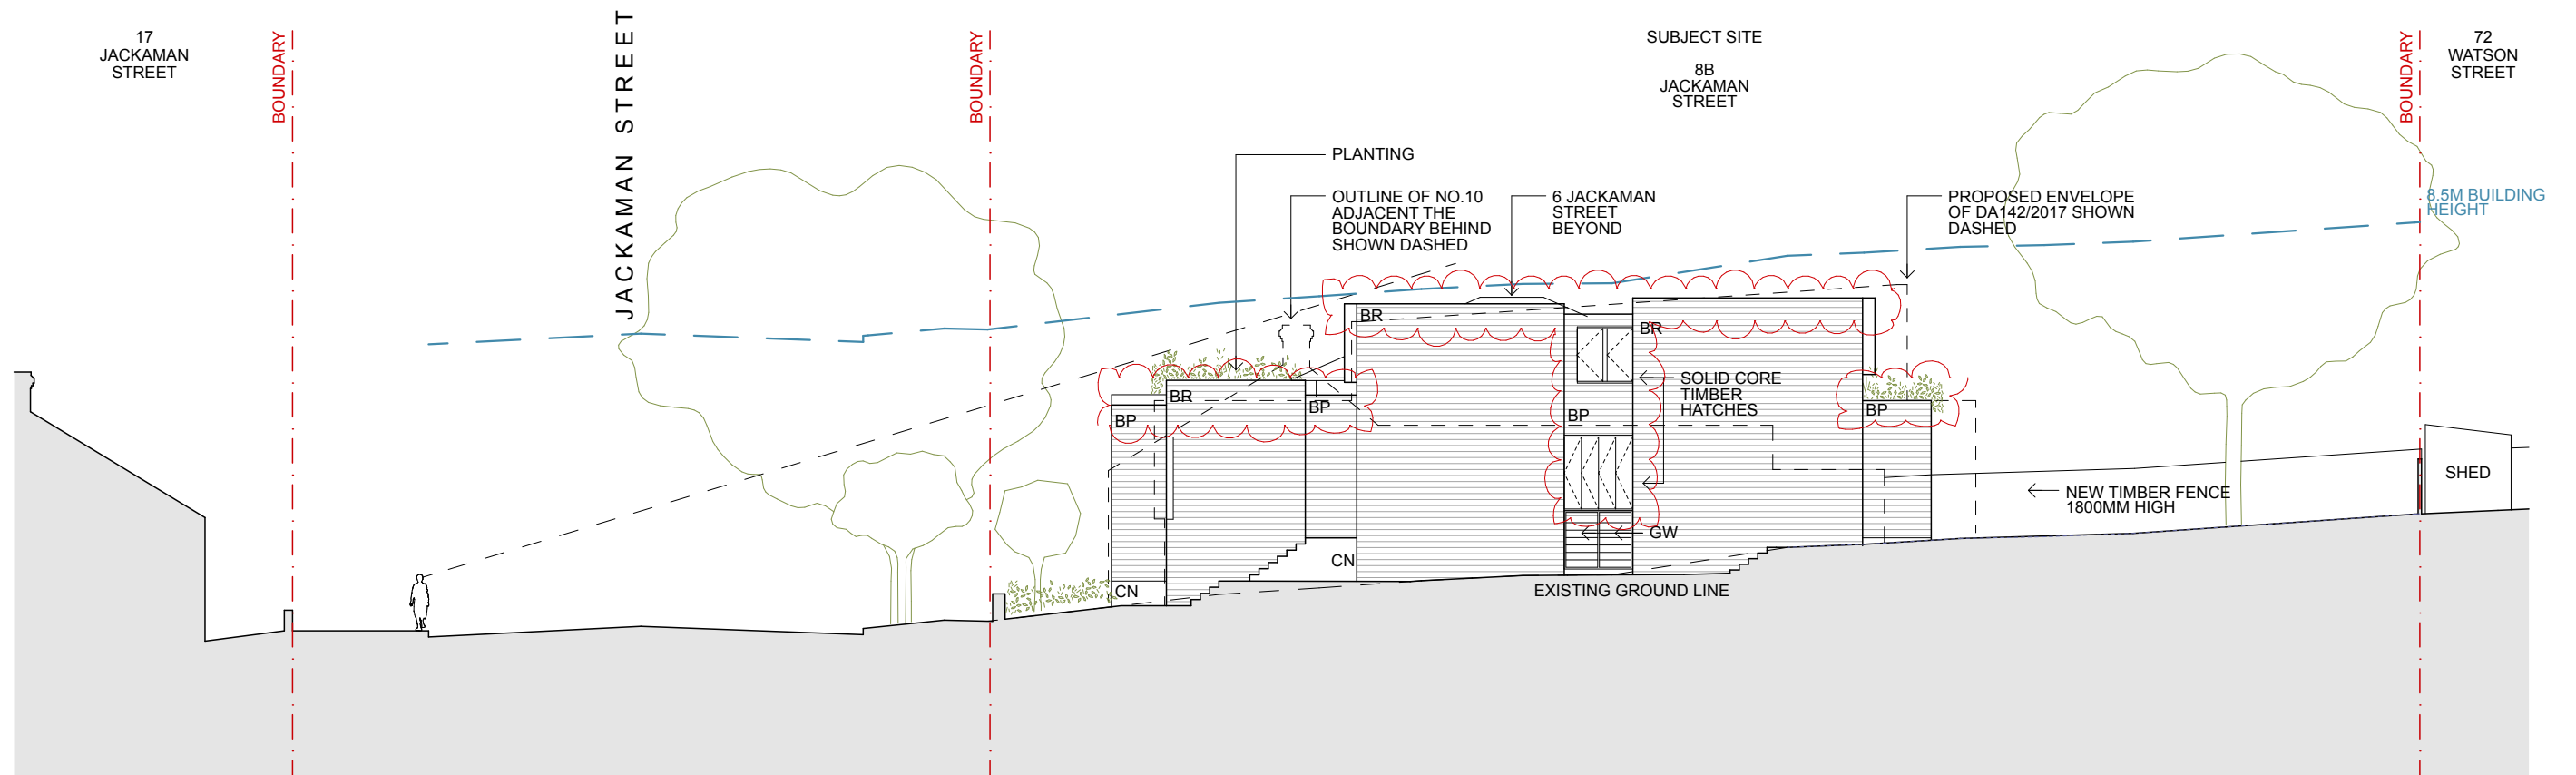 17
JACKAMAN
STREET
BOUNDARY
JACKAMAN STREET
BOUNDARY
SUBJECT SITE
8B
JACKAMAN
STREET
BOUNDARY
72
WATSON
STREET
PLANTING
OUTLINE OF NO.10
ADJACENT THE
BOUNDARY BEHIND
SHOWN DASHED
6 JACKAMAN
STREET
BEYOND
PROPOSED ENVELOPE
OF DA142/2017 SHOWN
DASHED
8.5M BUILDING
HEIGHT
BR
BR
SOLID CORE
TIMBER
HATCHES
BR
BP
BP
BP
BP
SHED
NEW TIMBER FENCE
1800MM HIGH
GW
CN
CN
EXISTING GROUND LINE